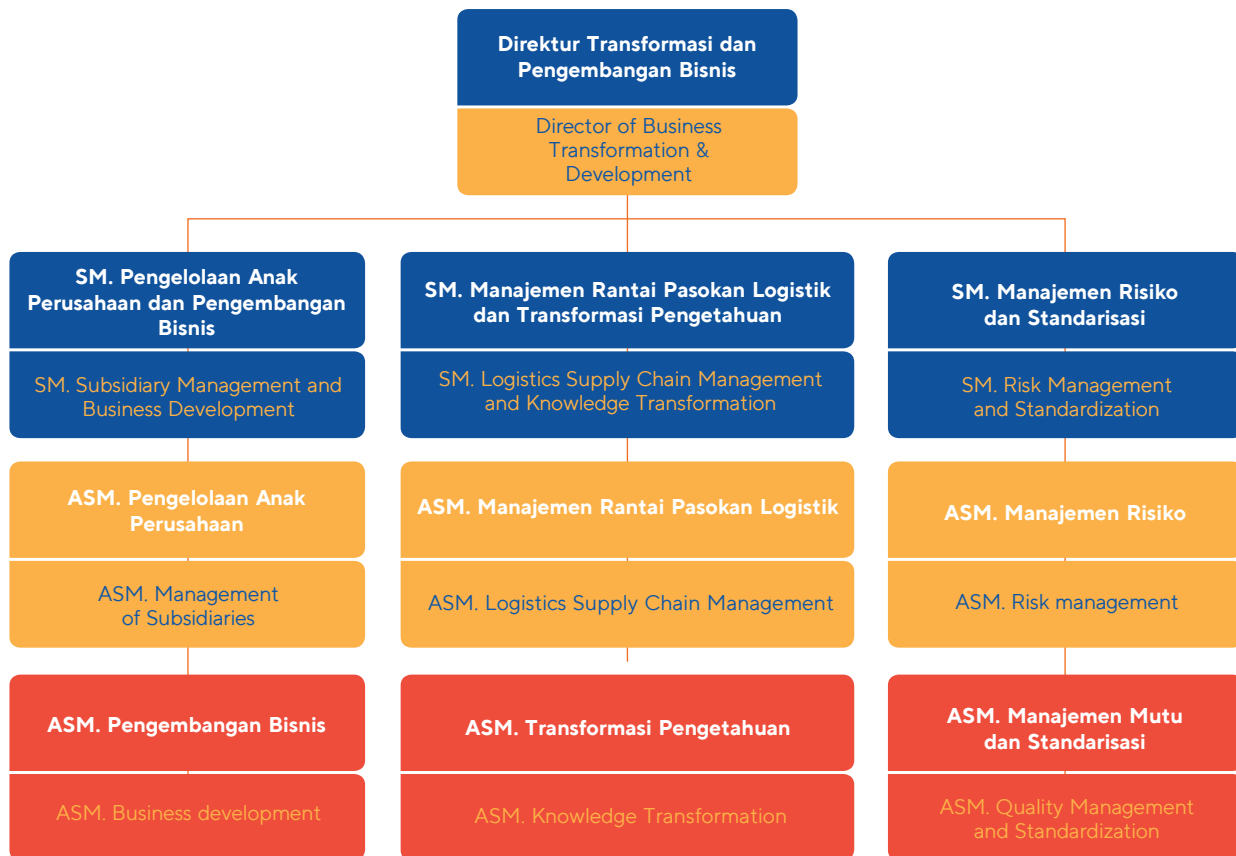 Direktur Transformasi dan
Pengembangan Bisnis
Director of Business
Transformation &
Development
SM. Pengelolaan Anak
Perusahaan dan Pengembangan
Bisnis
SM. Subsidiary Management and
Business Development
SM. Manajemen Rantai Pasokan Logistik
dan Transformasi Pengetahuan
SM. Logistics Supply Chain Management
and Knowledge Transformation
SM. Manajemen Risiko
dan Standarisasi
SM. Risk Management
and Standardization
ASM. Pengelolaan Anak
Perusahaan
ASM. Management
of Subsidiaries
ASM. Manajemen Rantai Pasokan Logistik
ASM. Logistics Supply Chain Management
ASM. Manajemen Risiko
ASM. Risk management
ASM. Pengembangan Bisnis
ASM. Business development
ASM. Transformasi Pengetahuan
ASM. Knowledge Transformation
ASM. Manajemen Mutu
dan Standarisasi
ASM. Quality Management
and Standardization